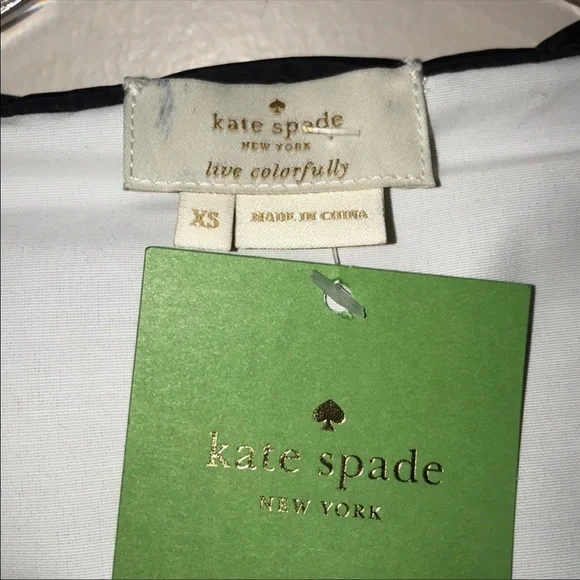 kate spade
NEW YORK
live colorfully
XS
MADE IN CHINA
kate spade
NEW YORK